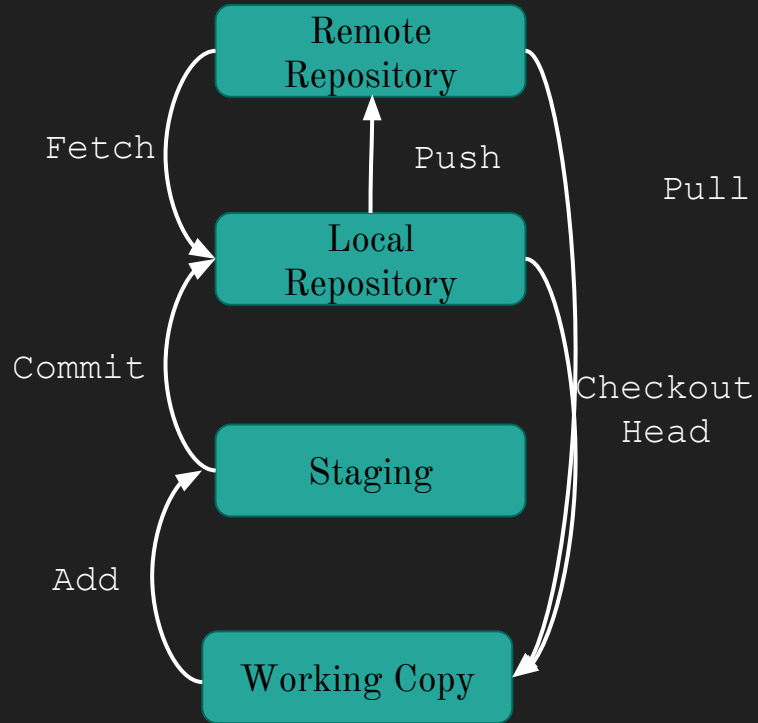 Remote
Repository
Fetch
Push
Pull
Local
Repository
Commit
Checkout
Head
Staging
Add
Working Copy